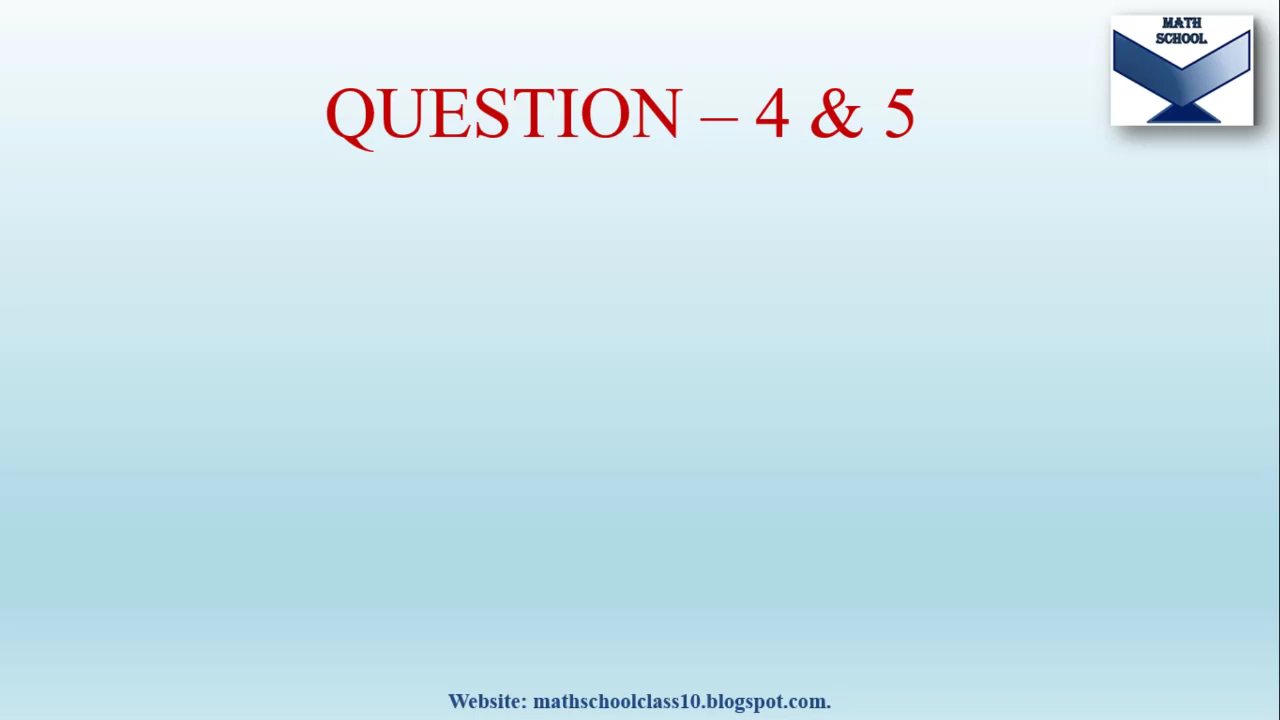 MATH
SCHOOL
QUESTION – 4 & 5
Website: mathschoolclass10.blogspot.com.